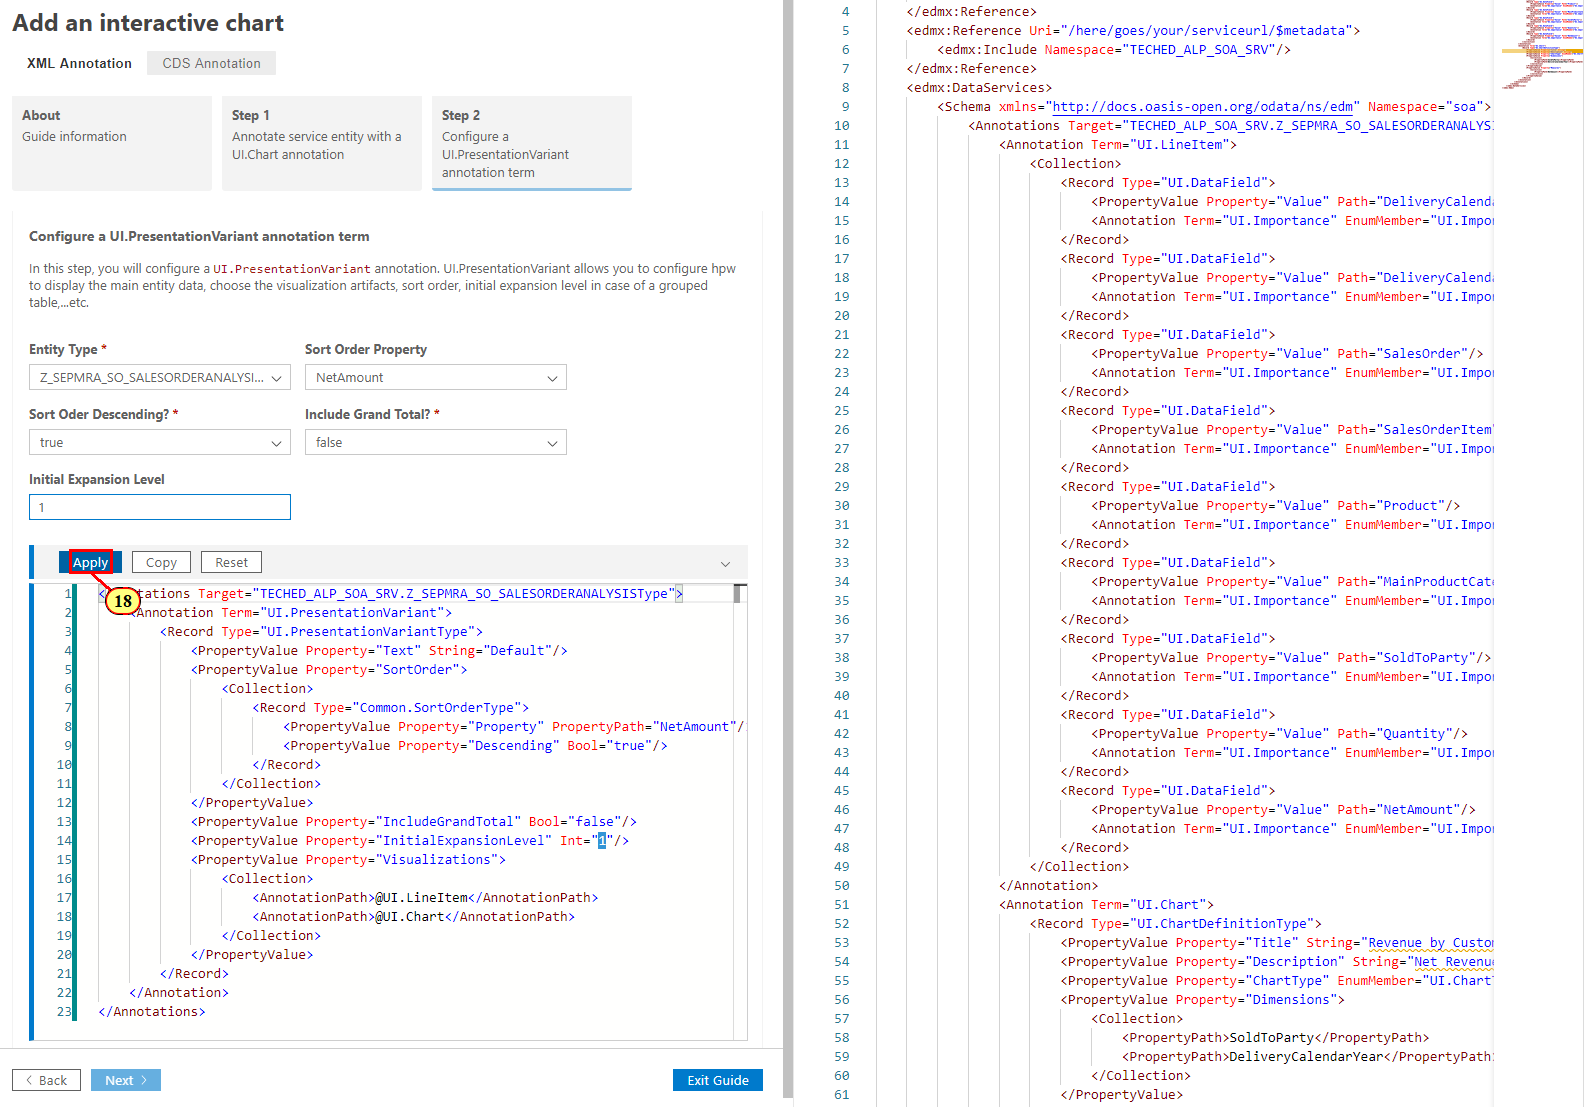 Add an interactive chart
XML Annotation
CDS Annotation
About
Guide information
Step 1
Annotate service entity with a
UI.Chart annotation
Step 2
Configure a
UI.PresentationVariant
annotation term
Configure a UI.PresentationVariant annotation term
In this step, you will configure a UI.PresentationVariant annotation. UI.PresentationVariant allows you to configure hpw
to display the main entity data, choose the visualization artifacts, sort order, initial expansion level in case of a grouped
table,...etc.
Entity Type *
Sort Order Property
Z_SEPMRA_SO_SALESORDERANALYSI...
NetAmount
Sort Oder Descending? *
Include Grand Total? *
true
false
Initial Expansion Level
1
Apply
Copy
Reset
18
1 < tations Target="TECHED_ALP_SOA_SRV.Z_SEPMRA_SO_SALESORDERANALYSISType">
2 Annotation Term="UI.PresentationVariant">
3 <Record Type="UI.PresentationVariantType">
4 <PropertyValue Property="Text" String="Default"/>
5 <PropertyValue Property="SortOrder">
6 <Collection>
7 <Record Type="Common.SortOrderType">
8 <PropertyValue Property="Property" PropertyPath="NetAmount"/
9 <PropertyValue Property="Descending" Bool="true"/>
10 </Record>
11 </Collection>
12 </PropertyValue>
13 <PropertyValue Property="IncludeGrandTotal" Bool="false"/>
14 <PropertyValue Property="InitialExpansionLevel" Int="1"/>
15 <PropertyValue Property="Visualizations">
16 <Collection>
17 <AnnotationPath>@UI.LineItem</AnnotationPath>
18 <AnnotationPath>@UI.Chart</AnnotationPath>
19 </Collection>
20 </PropertyValue>
21 </Record>
22 </Annotation>
23 </Annotations>
Back
Next
Exit Guide
4 </edmx:Reference>
5 <edmx:Reference Uri="/here/goes/your/serviceurl/$metadata">
6 <edmx:Include Namespace="TECHED_ALP_SOA_SRV"/>
7 </edmx:Reference>
8 <edmx:DataServices>
9 <Schema xmlns="http://docs.oasis-open.org/odata/ns/edm" Namespace="soa">
10 <Annotations Target="TECHED_ALP_SOA_SRV.Z_SEPMRA_SO_SALESORDERANALYS
11 <Annotation Term="UI.LineItem">
12 <Collection>
13 <Record Type="UI.DataField">
14 <PropertyValue Property="Value" Path="DeliveryCalenda
15 <Annotation Term="UI.Importance" EnumMember="UI.Impor
16 </Record>
17 <Record Type="UI.DataField">
18 <PropertyValue Property="Value" Path="DeliveryCalenda
19 <Annotation Term="UI.Importance" EnumMember="UI.Impor
20 </Record>
21 <Record Type="UI.DataField">
22 <PropertyValue Property="Value" Path="SalesOrder"/>
23 <Annotation Term="UI.Importance" EnumMember="UI.Impor
24 </Record>
25 <Record Type="UI.DataField">
26 <PropertyValue Property="Value" Path="SalesOrderItem"
27 <Annotation Term="UI.Importance" EnumMember="UI.Impor
28 </Record>
29 <Record Type="UI.DataField">
30 <PropertyValue Property="Value" Path="Product"/>
31 <Annotation Term="UI.Importance" EnumMember="UI.Impor
32 </Record>
33 <Record Type="UI.DataField">
34 <PropertyValue Property="Value" Path="MainProductCate
35 <Annotation Term="UI.Importance" EnumMember="UI.Impor
36 </Record>
37 <Record Type="UI.DataField">
38 <PropertyValue Property="Value" Path="SoldToParty"/>
39 <Annotation Term="UI.Importance" EnumMember="UI.Impor
40 </Record>
41 <Record Type="UI.DataField">
42 <PropertyValue Property="Value" Path="Quantity"/>
43 <Annotation Term="UI.Importance" EnumMember="UI.Impor
44 </Record>
45 <Record Type="UI.DataField">
46 <PropertyValue Property="Value" Path="NetAmount"/>
47 <Annotation Term="UI.Importance" EnumMember="UI.Impor
48 </Record>
49 </Collection>
50 </Annotation>
51 <Annotation Term="UI.Chart">
52 <Record Type="UI.ChartDefinitionType">
53 <PropertyValue Property="Title" String="Revenue by Custom
54 <PropertyValue Property="Description" String="Net Revenue
55 <PropertyValue Property="ChartType" EnumMember="UI.ChartT
56 <PropertyValue Property="Dimensions">
57 <Collection>
58 <PropertyPath>SoldToParty</PropertyPath>
59 <PropertyPath>DeliveryCalendarYear</PropertyPath
60 </Collection>
61 </PropertyValue>